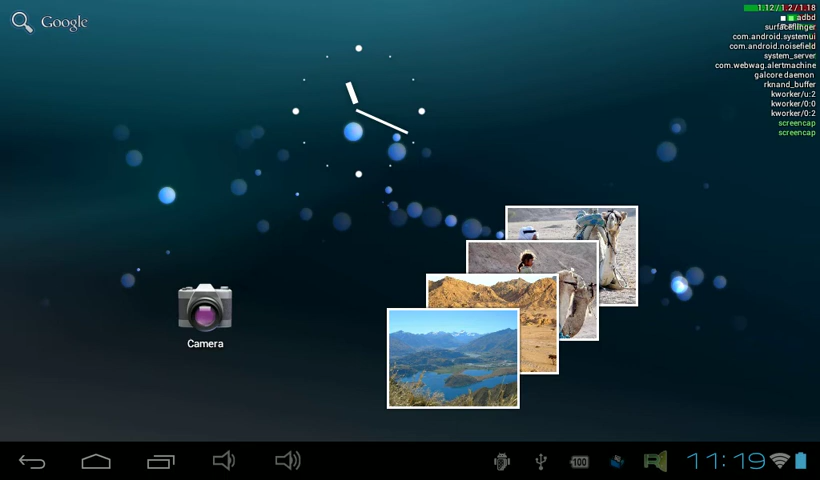 Google
1.12 / 1.2 / 1.18
adbd
surfaceflinger
com.android.systemui
com.android.noisefield
system_server
com.webwag.alertmachine
galcore daemon
rknand_buffer
kworker/u:2
kworker/0:0
kworker/0:2
screencap
screencap
Camera
100
11:19